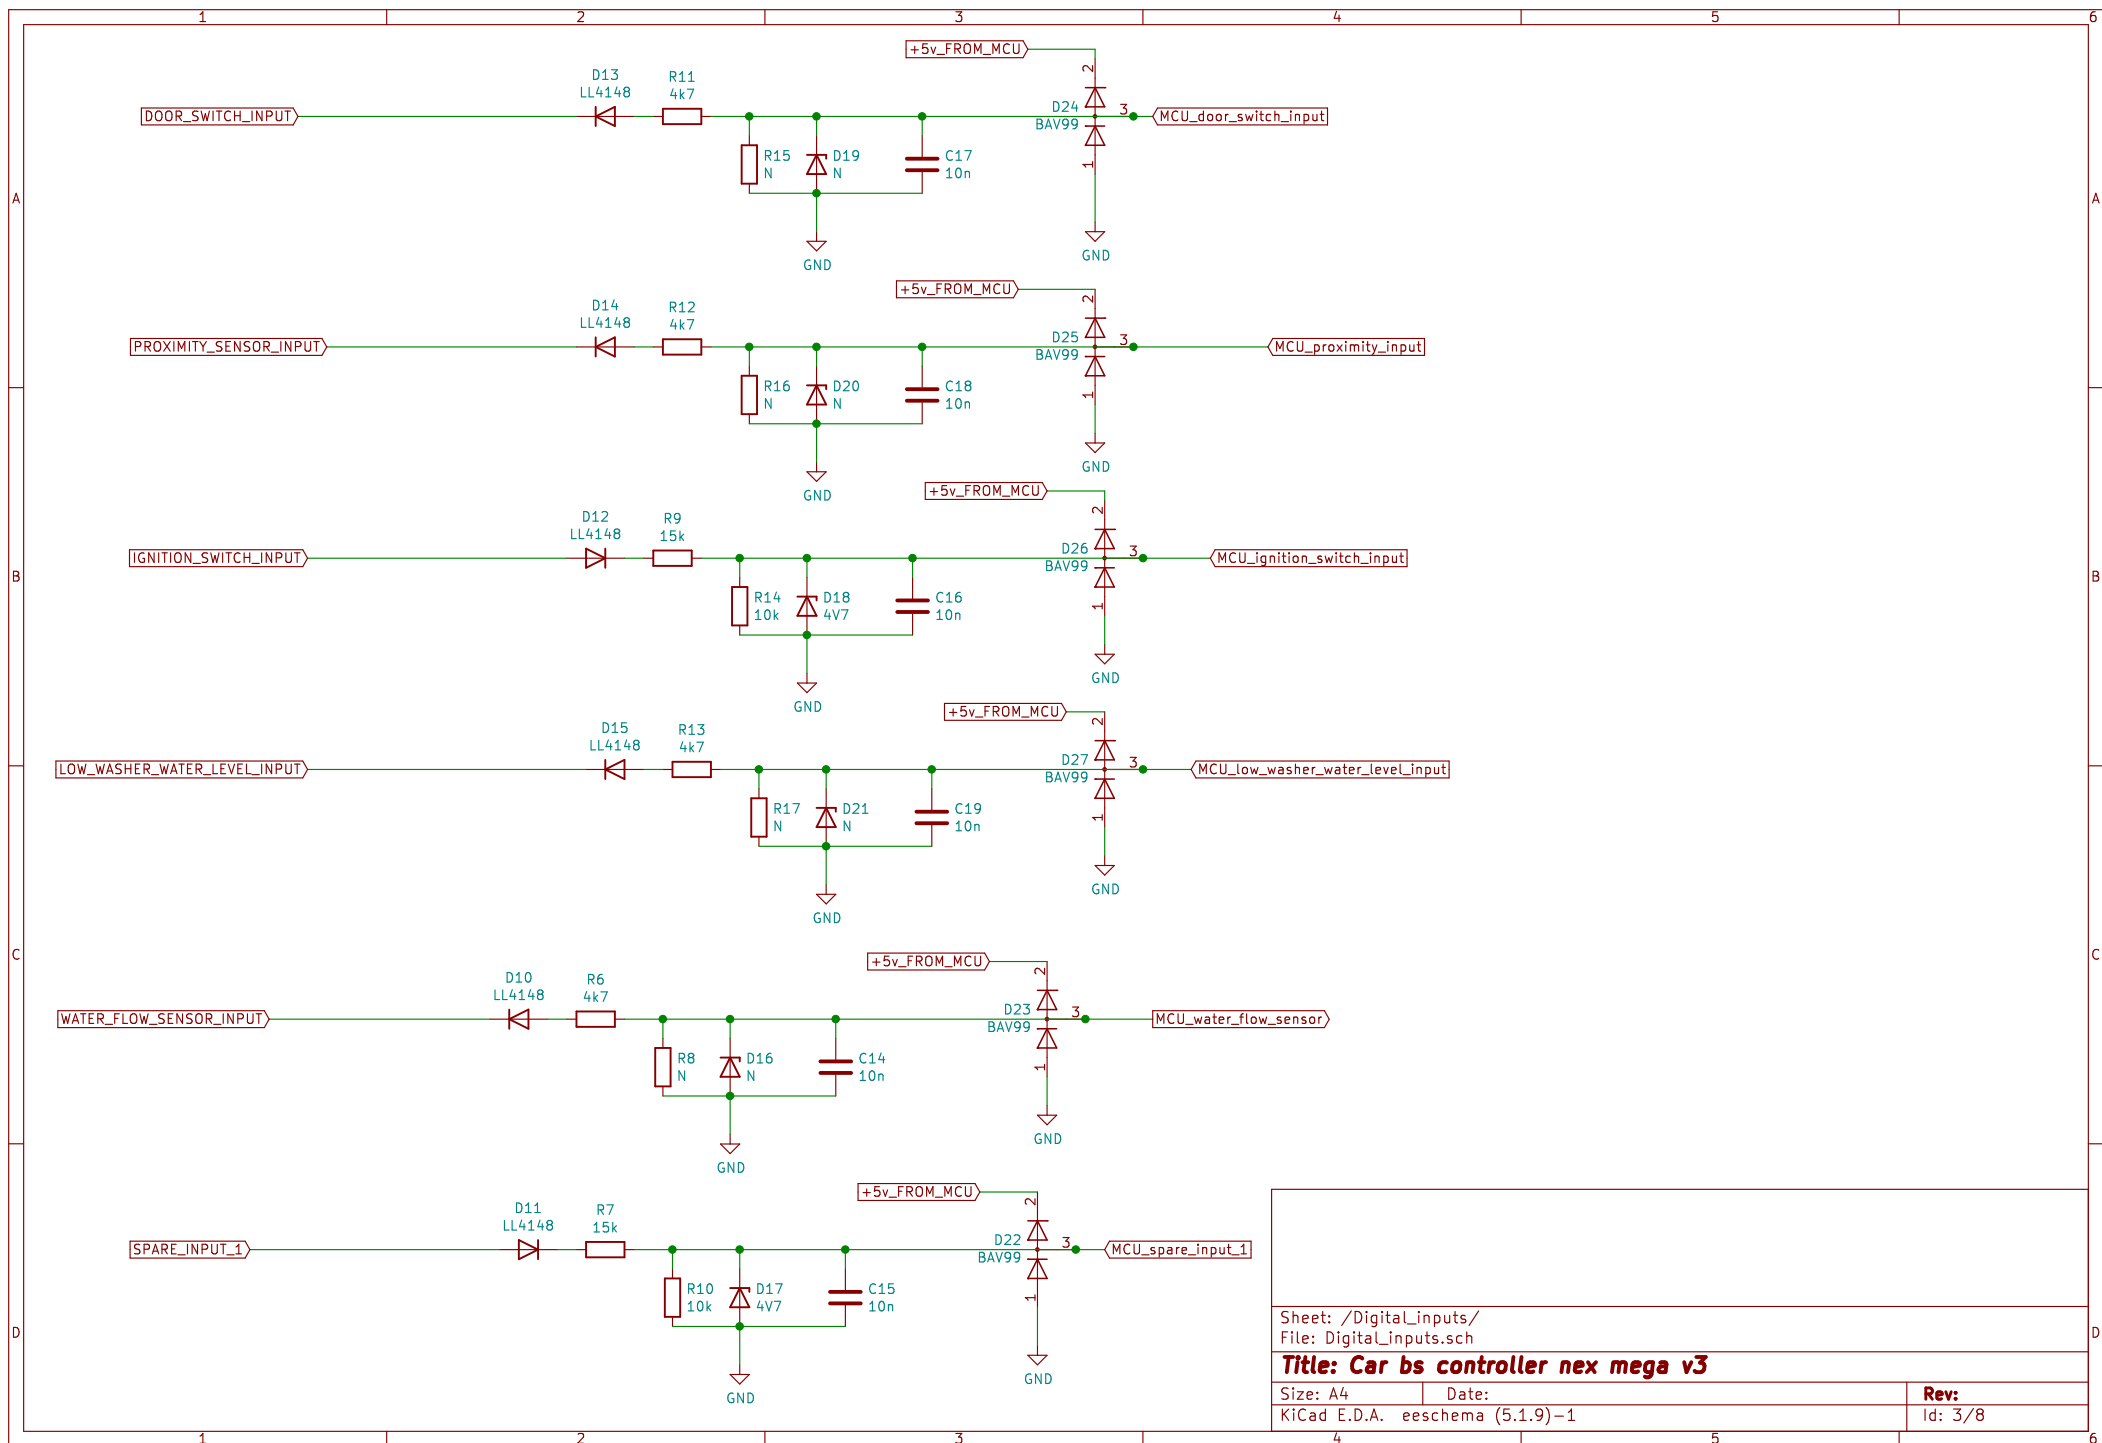 1 2 3 4 5 6
+5v_FROM_MCU
D13
LL4148
R11
4k7
2
DOOR_SWITCH_INPUT
D24
BAV99
3
MCU_door_switch_input
R15
N
D19
N
C17
10n
1
A
A
GND
GND
+5v_FROM_MCU
D14
LL4148
R12
4k7
2
PROXIMITY_SENSOR_INPUT
D25
BAV99
3
MCU_proximity_input
R16
N
D20
N
C18
10n
1
GND
GND
+5v_FROM_MCU
D12
LL4148
R9
15k
2
IGNITION_SWITCH_INPUT
D26
BAV99
3
MCU_ignition_switch_input
B
B
R14
10k
D18
4V7
C16
10n
1
GND
GND
+5v_FROM_MCU
D15
LL4148
R13
4k7
2
LOW_WASHER_WATER_LEVEL_INPUT
D27
BAV99
3
MCU_low_washer_water_level_input
R17
N
D21
N
C19
10n
1
GND
GND
C
C
+5v_FROM_MCU
D10
LL4148
R6
4k7
2
WATER_FLOW_SENSOR_INPUT
D23
BAV99
3
MCU_water_flow_sensor
R8
N
D16
N
C14
10n
1
GND
GND
+5v_FROM_MCU
D11
LL4148
R7
15k
2
SPARE_INPUT_1
D22
BAV99
3
MCU_spare_input_1
R10
10k
D17
4V7
C15
10n
1
GND
GND
D
D
Sheet: /Digital_inputs/
File: Digital_inputs.sch
Title: Car bs controller nex mega v3
Size: A4 Date: Rev:
KiCad E.D.A. eeschema (5.1.9)-1 Id: 3/8
1 2 3 4 5 6